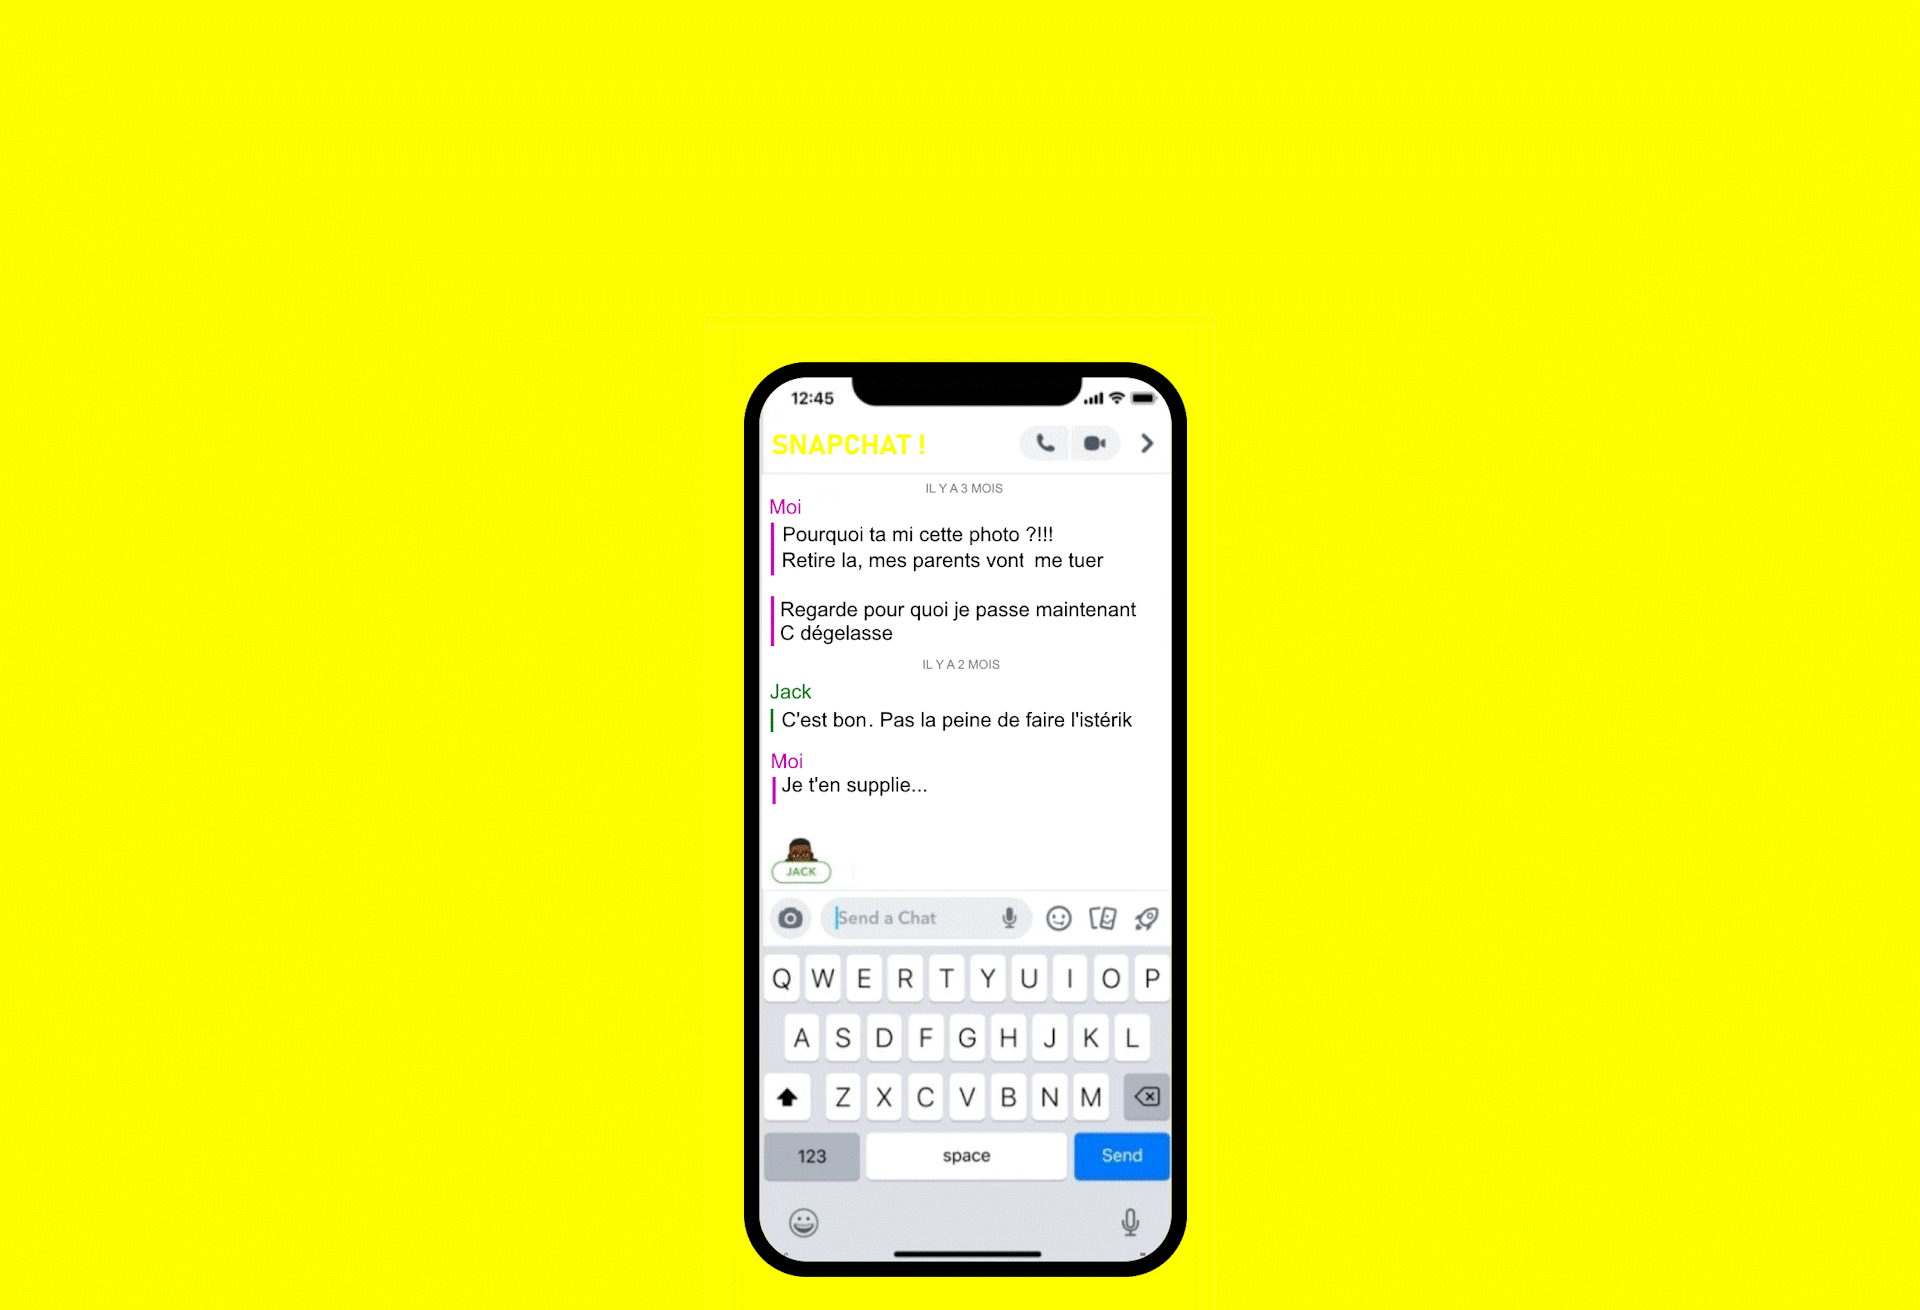 12:45
SNAPCHAT !
IL Y A 3 MOIS
Moi
Pourquoi ta mi cette photo ?!!!
Retire la, mes parents vont me tuer
Regarde pour quoi je passe maintenant
C dégelasse
IL Y A 2 MOIS
Jack
C'est bon. Pas la peine de faire l'istérik
Moi
Je t'en supplie...
JACK
Send a Chat
Q W E R T Y U I O P
A S D F G H J K L
Z X C V B N M
123 space Send